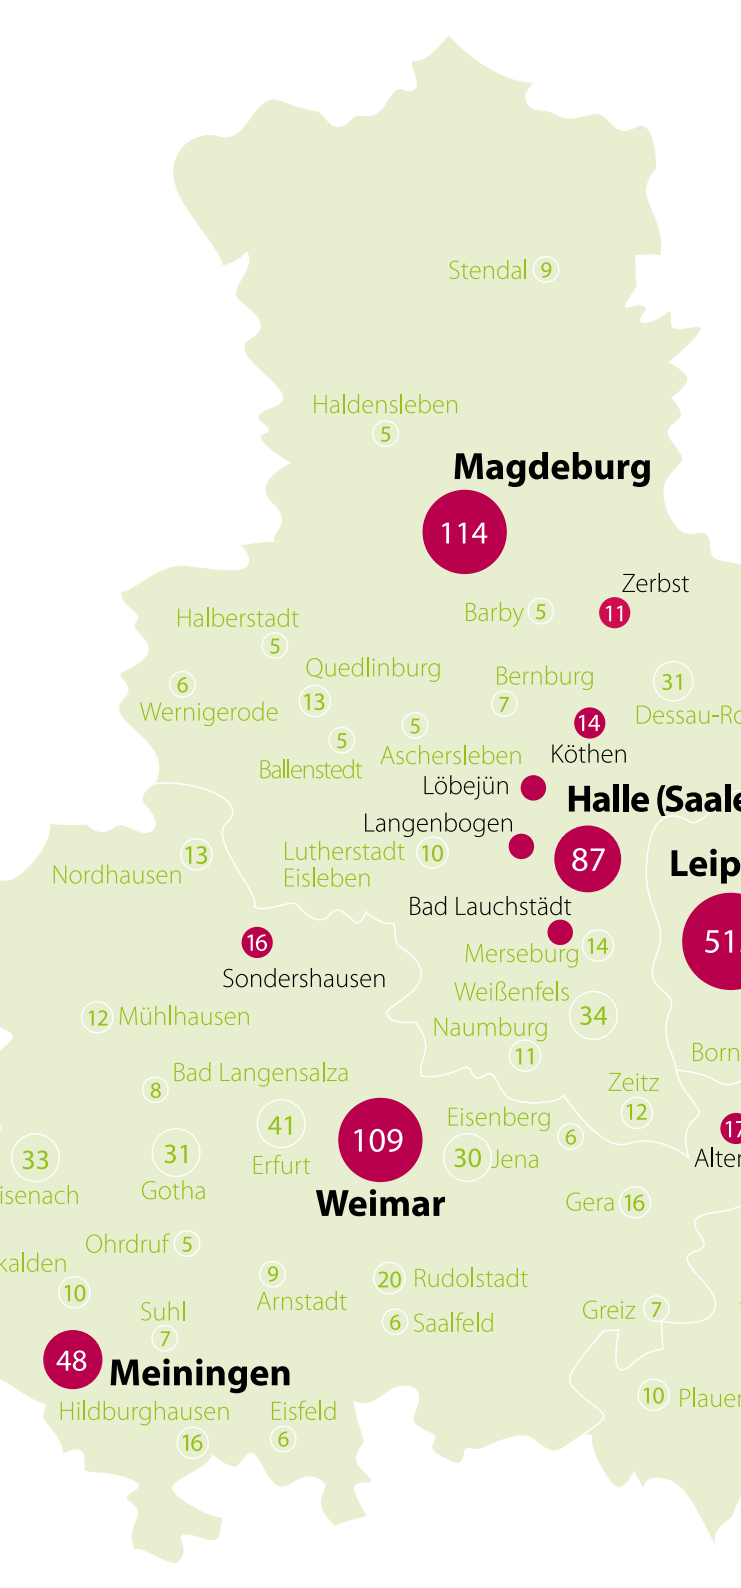 Stendal 9
Haldensleben
5
Magdeburg
114
Zerbst
11
Barby 5
Halberstadt
5
Quedlinburg
13
6
Wernigerode
Bernburg
7
31
Dessau-Ro
14
Köthen
5
Aschersleben
5
Ballenstedt
Löbejün
Halle (Saale
87
Langenbogen
Lutherstadt 10
Eisleben
13
Nordhausen
Leip
51
Bad Lauchstädt
16
Sondershausen
Merseburg 14
Weißenfels
34
Naumburg
11
12 Mühlhausen
Born
Bad Langensalza
8
Zeitz
12
41
Erfurt
109
Weimar
Eisenberg
6
17
Alter
33
isenach
31
Gotha
30 Jena
Gera 16
Ohrdruf 5
kalden
10
9
Arnstadt
20 Rudolstadt
Suhl
7
6 Saalfeld
Greiz 7
48 Meiningen
10 Plauen
Hildburghausen
16
Eisfeld
6